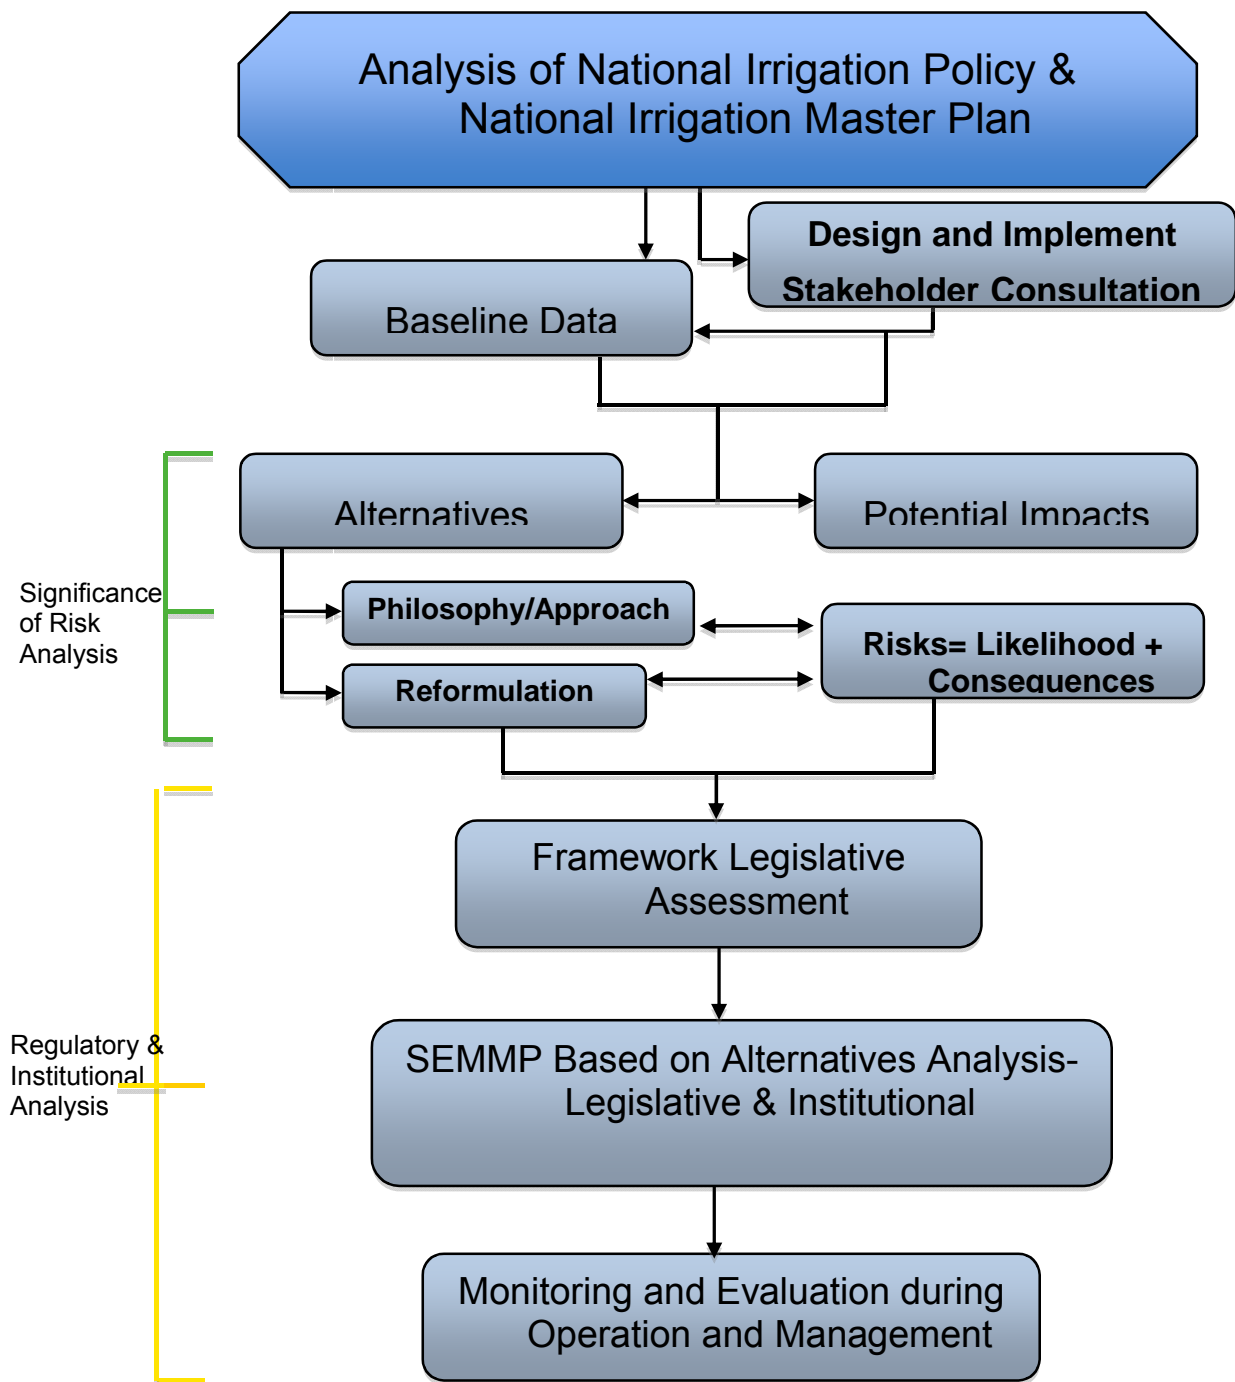 Analysis of National Irrigation Policy &
National Irrigation Master Plan
Design and Implement
Stakeholder Consultation
Baseline Data
Alternatives
Potential Impacts
Significance
of Risk
Analysis
Philosophy/Approach
Risks= Likelihood +
Consequences
Reformulation
Framework Legislative
Assessment
Regulatory &
Institutional
Analysis
SEMMP Based on Alternatives Analysis-
Legislative & Institutional
Monitoring and Evaluation during
Operation and Management